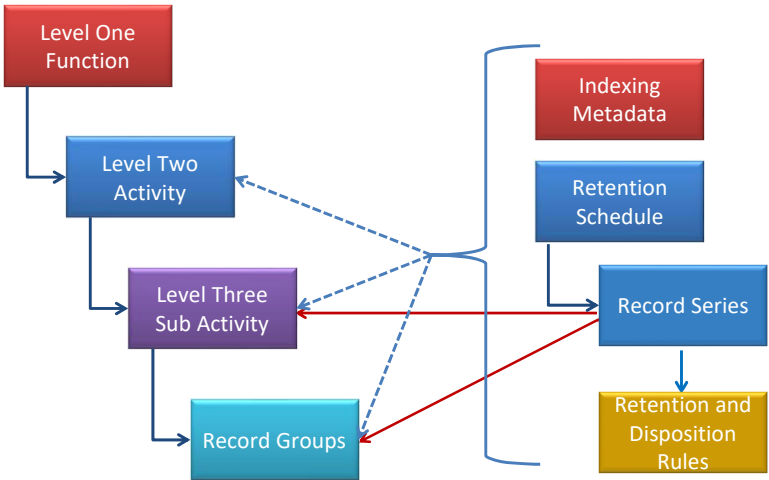 Level One
Function
Level Two
Activity
Level Three
Sub Activity
Record Groups
Indexing
Metadata
Retention
Schedule
Record Series
Retention and
Disposition
Rules